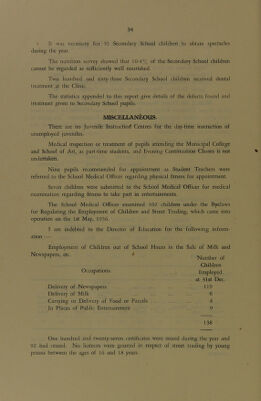 34
It was necessary for 95 Secondary School children to obtain spectacles
during the year.
The nutrition survey showed that 10·4% of the Secondary School children
cannot be regarded as sufficiently well nourished.
Two hundred and sixty-three Secondary School children received dental
treatment at the Clinic.
The statistics appended to this report give details of the defects found and
treatment given to Secondary School pupils.
MISCELLANEOUS.
There are no Juvenile Instruction Centres for the day-time instruction of
unemployed juveniles.
Medical inspection or treatment of pupils attending the Municipal College
and School of Art, as part-time students, and Evening Continuation Classes is not
undertaken.
Nine pupils recommended for appointment as Student Teachers were
referred to the School Medical Officer regarding physical fitness for appointment.
Seven children were submitted to the School Medical Officer for medical
examination regarding fitness to take part in entertainments.
The School Medical Officer examined children under the Byelaws
for Regulating the Employment of Children and Street Trading, which came into
operation on the 1st May, 1936.
I am indebted to the Director of Education for the following informa-
tion :—
Employment of Children out of School Hours in the Sale of Milk and
Newspapers, etc.
Number of
Children
Occupations Employed
at 31st Dec.
Delivery of Newspapers 119
Delivery of Milk 6
Carrying or Delivery of Food or Parcels 4
In Places of Public Entertainment 9
138
One hundred and twenty-seven certificates were issued during the year and
92 had ceased. No licences were granted in respect of street trading by young
persons between the ages of 16 and 18 years.